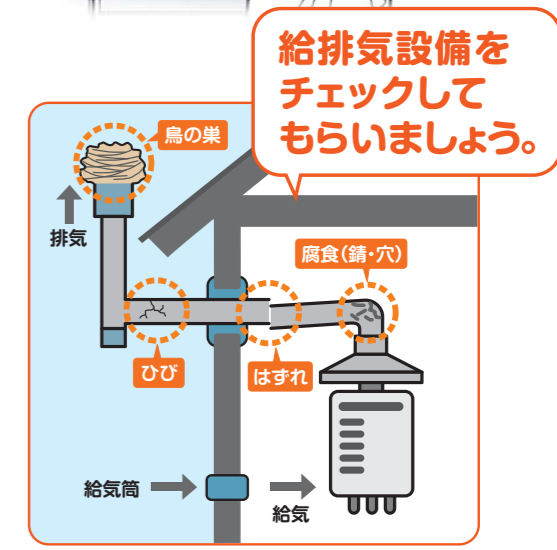 給排気設備を
チェックして
もらいましょう。
鳥の巣
排気
腐食(錆・穴)
ひび
はずれ
給気筒
給気